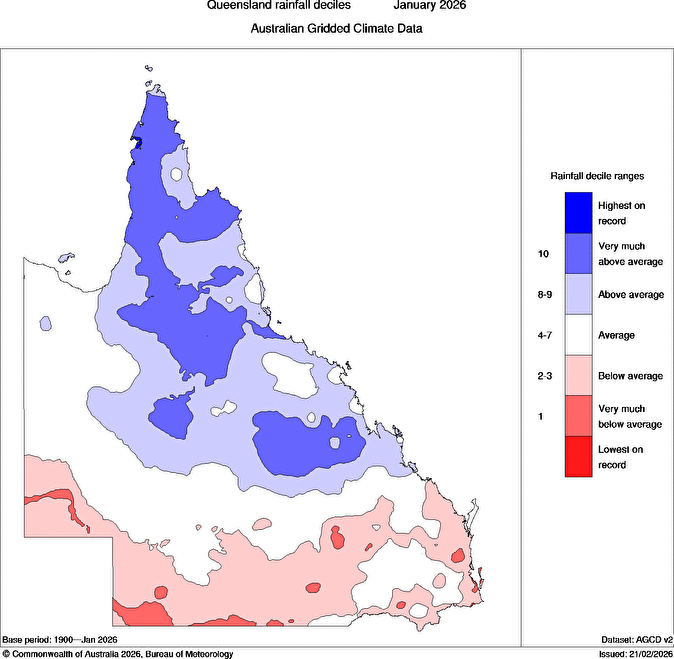 Queensland rainfall deciles January 2026
Australian Gridded Climate Data
Rainfall decile ranges
Highest on
record
10 Very much
above average
8-9 Above average
4-7 Average
2-3 Below average
1 Very much
below average
Lowest on
record
Base period: 1900—Jan 2026 Dataset: AGCD v2
© Commonwealth of Australia 2026, Bureau of Meteorology Issued: 21/02/2026